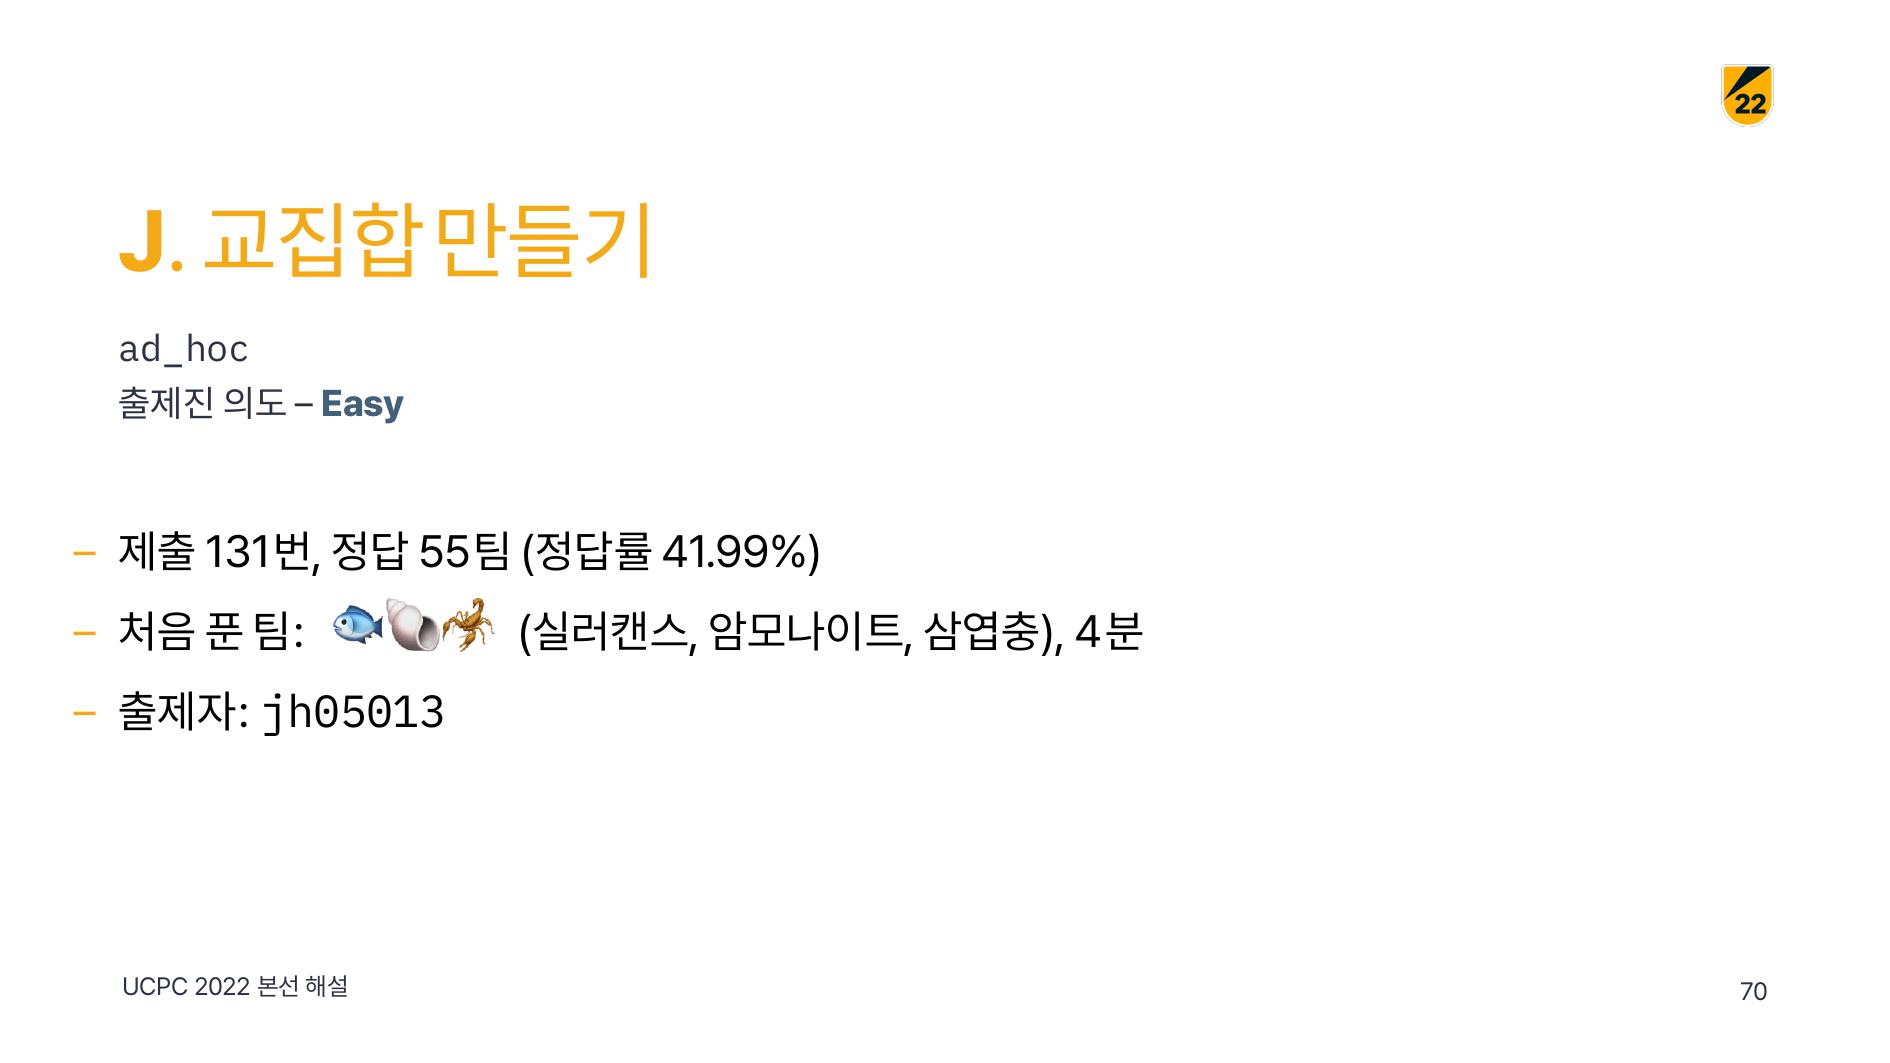 22
J. 교집합 만들기
ad_hoc
출제진 의도 – Easy
– 제출 131번, 정답 55팀 (정답률 41.99%)
– 처음 푼 팀: 🐟🐚🦂 (실러캔스, 암모나이트, 삼엽충), 4분
– 출제자: jh05013
UCPC 2022 본선 해설
70